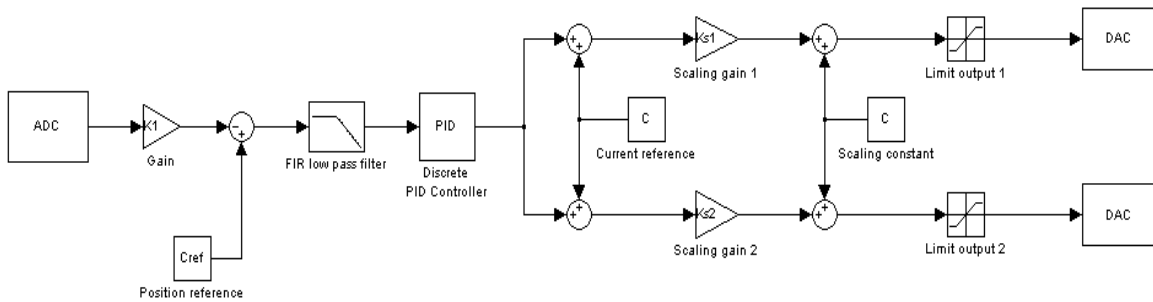 ADC
K1
Gain
Cref
Position reference
FIR low pass filter
PID
Discrete
PID Controller
Ks1
Scaling gain 1
C
Current reference
Ks2
Scaling gain 2
C
Scaling constant
Limit output 1
DAC
Limit output 2
DAC